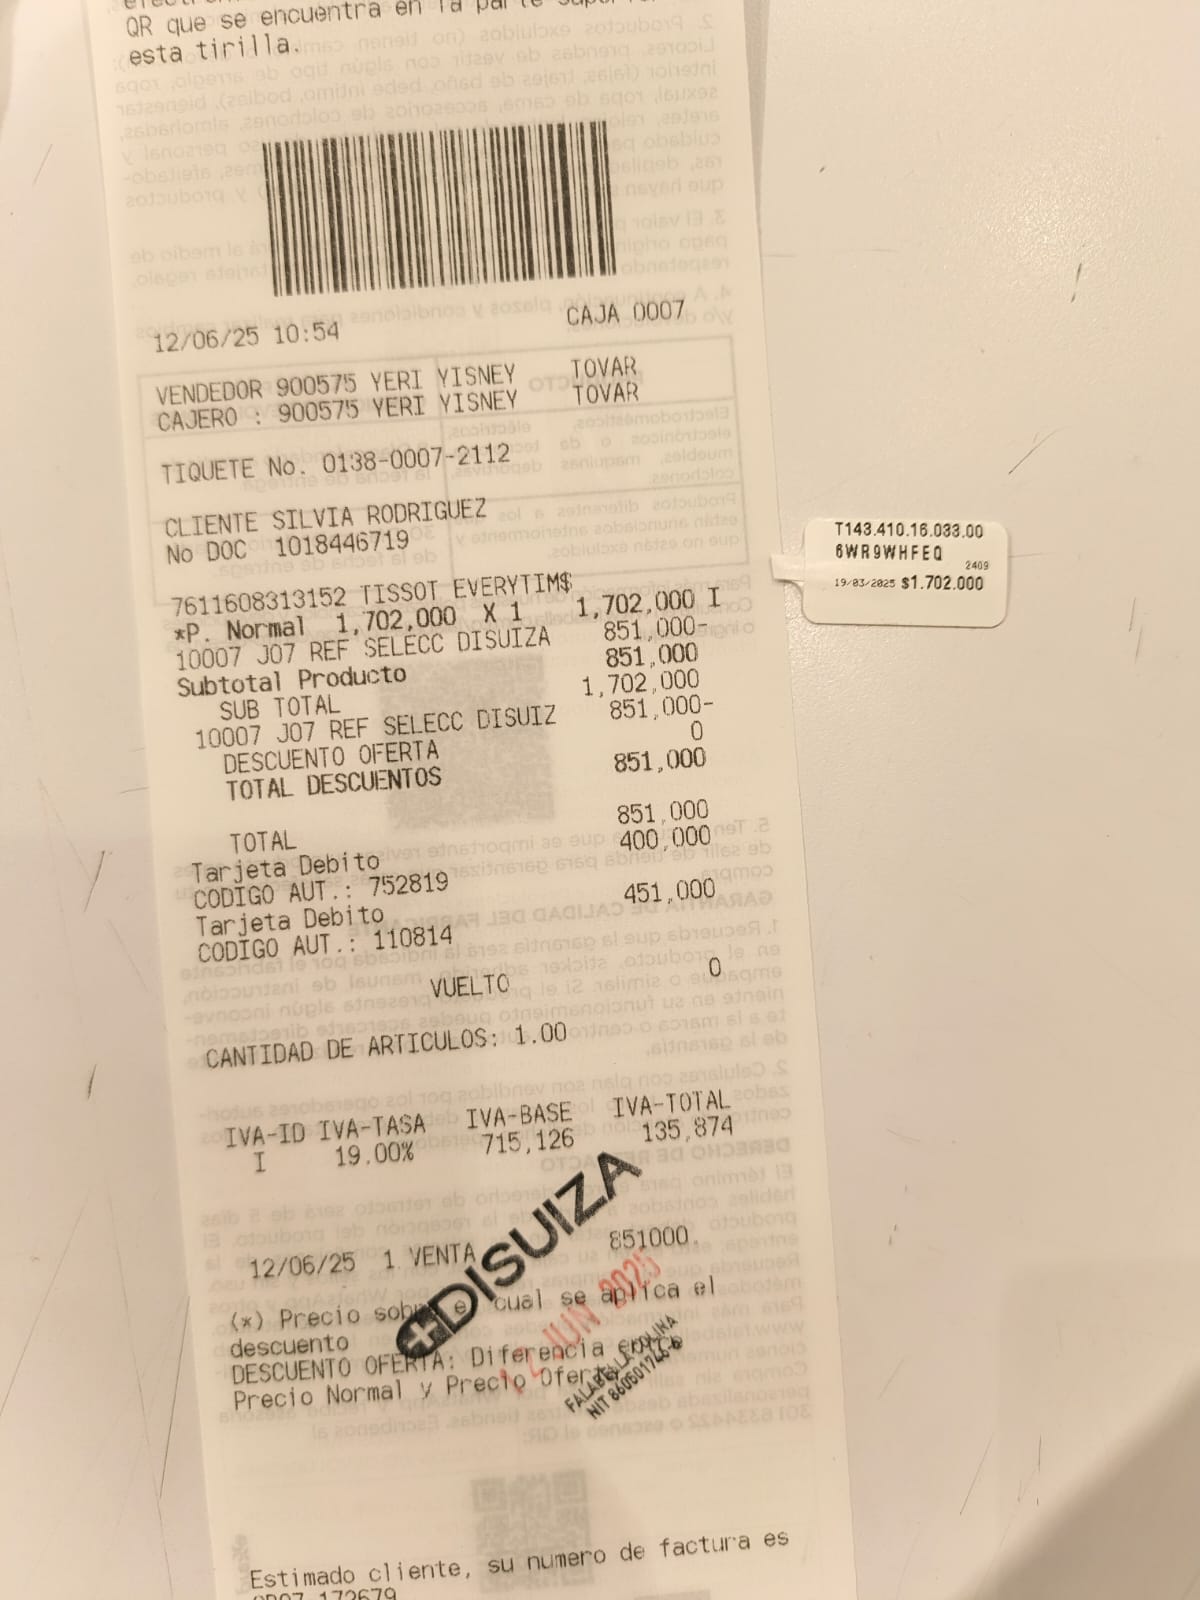 QR que se encuentra en la parte
esta tirilla.
12/06/25 10:54 CAJA 0007
VENDEDOR 900575 YERI YISNEY TOVAR
CAJERO : 900575 YERI YISNEY TOVAR
TIQUETE No. 0138-0007-2112
CLIENTE SILVIA RODRIGUEZ
No DOC 1018446719
7611608313152 TISSOT EVERYTIM$
*P. Normal 1,702,000 X 1 1,702,000 I
10007 J07 REF SELECC DISUIZA 851,000-
Subtotal Producto 851,000
SUB TOTAL 1,702,000
10007 J07 REF SELECC DISUIZ 851,000-
DESCUENTO OFERTA 0
TOTAL DESCUENTOS 851,000
TOTAL 851,000
Tarjeta Debito 400,000
CODIGO AUT.: 752819
Tarjeta Debito 451,000
CODIGO AUT.: 110814
VUELTO 0
CANTIDAD DE ARTICULOS: 1.00
IVA-ID IVA-TASA IVA-BASE IVA-TOTAL
I 19.00% 715,126 135,874
12/06/25 1 VENTA 851000.
(*) Precio cual se aplica el
descuento
DESCUENTO OFERTA: Diferencia
Precio Normal y Precio
DISUIZA
JUN 2025
FALABELLA COLINA
NIT
Estimado cliente, su numero de factura es
172679
T143.410.16.033.00
6WR9WHFEQ
2409
19/03/2025 $1.702.000